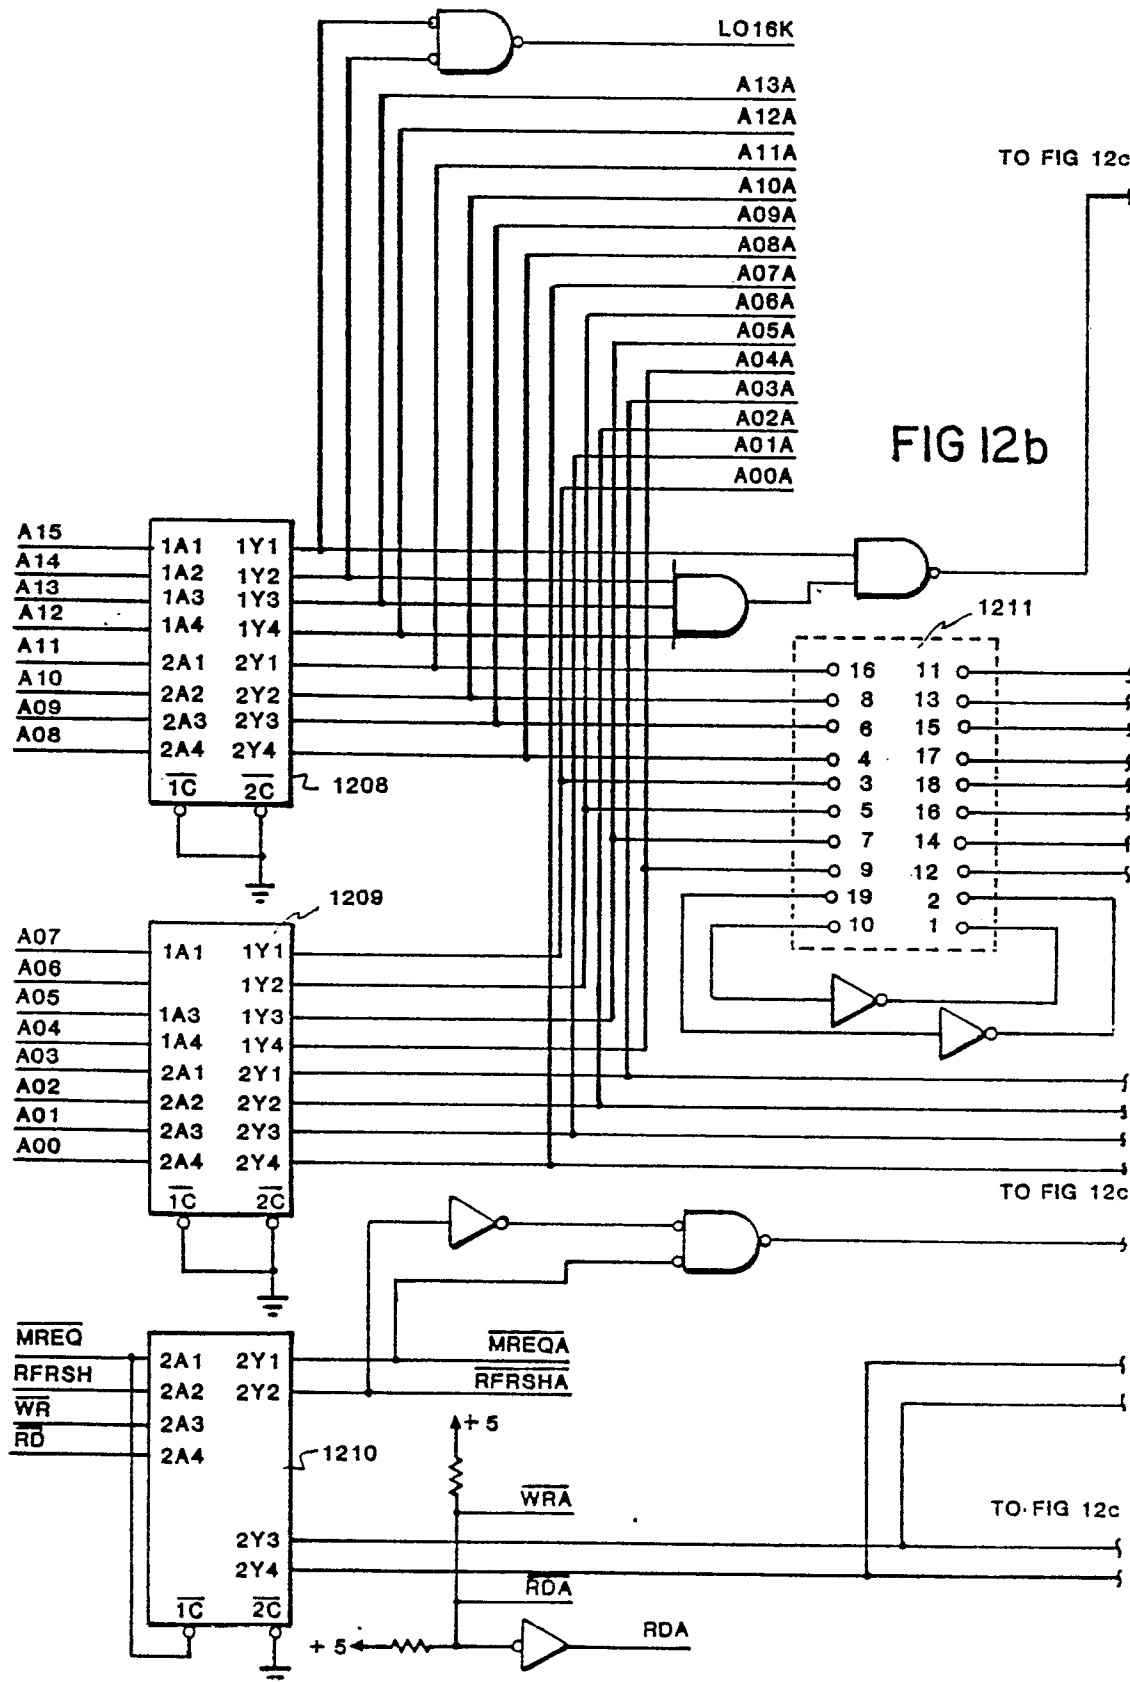 LO16K
A13A
A12A
A11A
A10A
A09A
A08A
A07A
A06A
A05A
A04A
A03A
A02A
A01A
A00A
TO FIG 12c
FIG 12b
A15 1A1 1Y1
A14 1A2 1Y2
A13 1A3 1Y3
A12 1A4 1Y4
A11 2A1 2Y1
A10 2A2 2Y2
A09 2A3 2Y3
A08 2A4 2Y4
1C 2C
1208
1211
16 11
8 13
6 15
4 17
3 18
5 16
7 14
9 12
19 2
10 1
1209
A07 1A1 1Y1
A06 1Y2
A05 1A3 1Y3
A04 1A4 1Y4
A03 2A1 2Y1
A02 2A2 2Y2
A01 2A3 2Y3
A00 2A4 2Y4
1C 2C
TO FIG 12c
MREQ 2A1 2Y1 MREQA
RFRSH 2A2 2Y2 RFRSHA
WR 2A3
RD 2A4
1210
+5
WRA
TO FIG 12c
2Y3
2Y4
RDA
1C 2C
+5
RDA